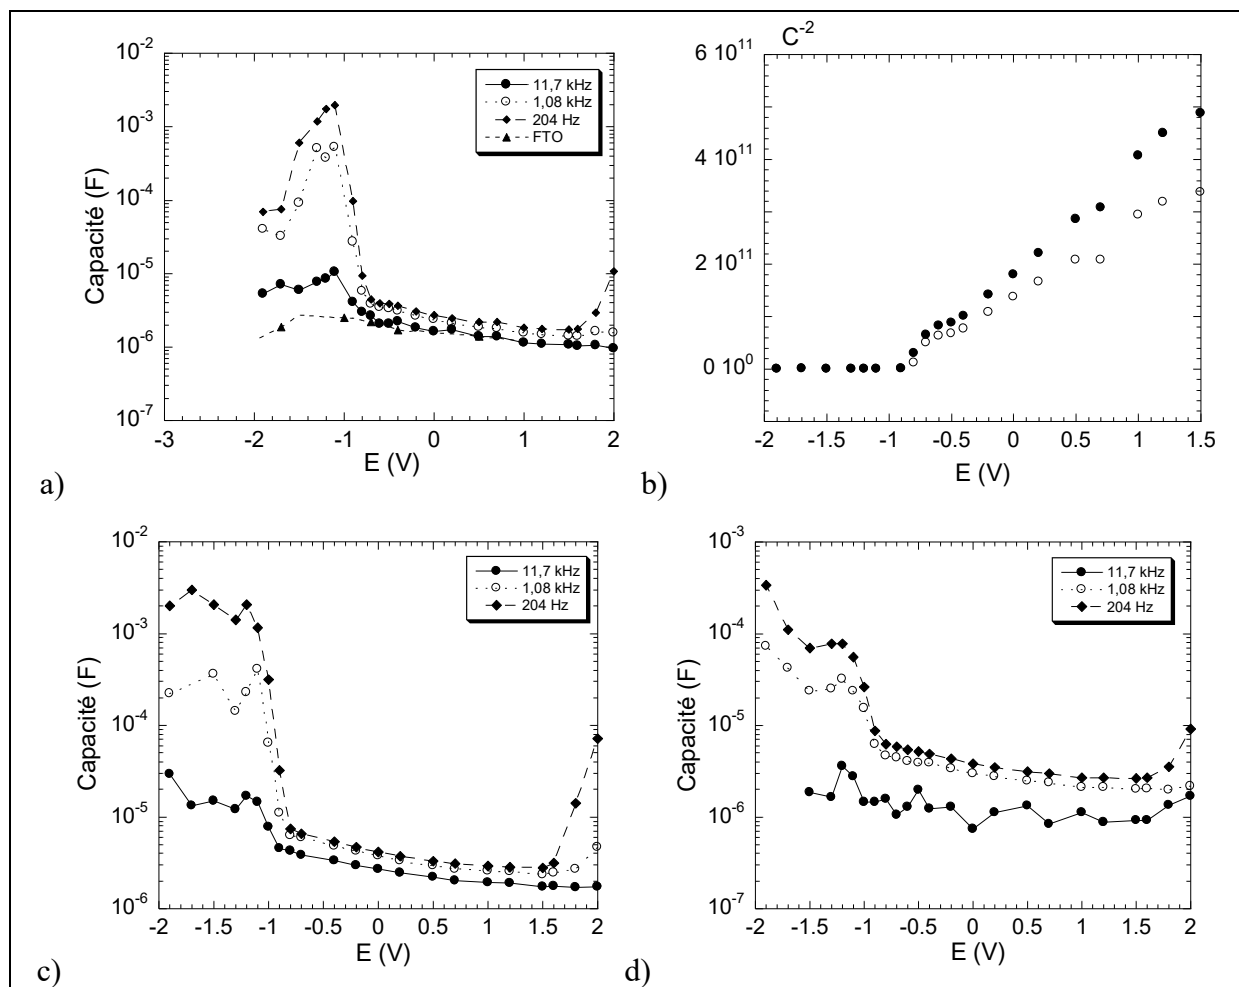 10⁻²
10⁻³
10⁻⁴
10⁻⁵
10⁻⁶
10⁻⁷
Capacité (F)
11,7 kHz
1,08 kHz
204 Hz
FTO
-3 -2 -1 0 1 2
E (V)
a)
C⁻²
6 10¹¹
4 10¹¹
2 10¹¹
0 10⁰
-2 -1.5 -1 -0.5 0 0.5 1 1.5
E (V)
b)
10⁻²
10⁻³
10⁻⁴
10⁻⁵
10⁻⁶
Capacité (F)
11,7 kHz
1,08 kHz
204 Hz
-2 -1.5 -1 -0.5 0 0.5 1 1.5 2
E (V)
c)
10⁻³
10⁻⁴
10⁻⁵
10⁻⁶
10⁻⁷
Capacité (F)
11,7 kHz
1,08 kHz
204 Hz
-2 -1.5 -1 -0.5 0 0.5 1 1.5 2
E (V)
d)